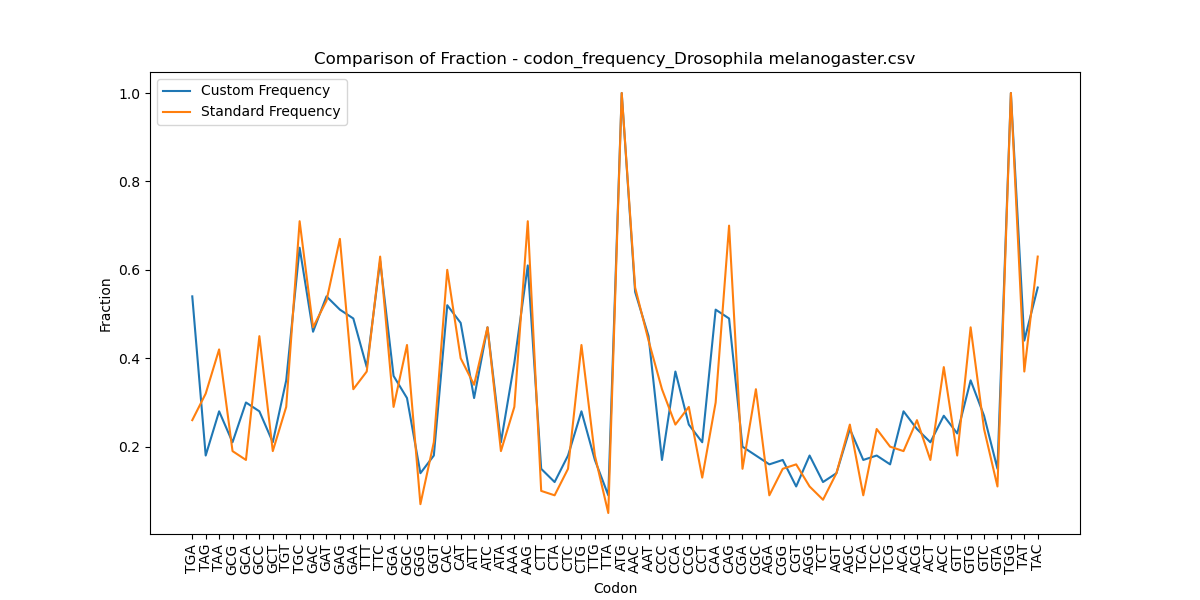 Comparison of Fraction - codon_frequency_Drosophila melanogaster.csv
Custom Frequency
Standard Frequency
1.0
0.8
0.6
0.4
0.2
Fraction
TGA TAG TAA GCG GCA GCC GCT TGT TGC GAC GAT GAG GAA TTT TTC GGA GGC GGG GGT CAC CAT ATT ATC ATA AAA AAG CTT CTA CTC CTG TTG TTA ATG AAC AAT CCC CCA CCG CCT CAA CAG CGA CGC AGA CGG CGT AGG TCT AGT AGC TCA TCC TCG ACA ACG ACT ACC GTT GTG GTC GTA TGG TAT TAC
Codon